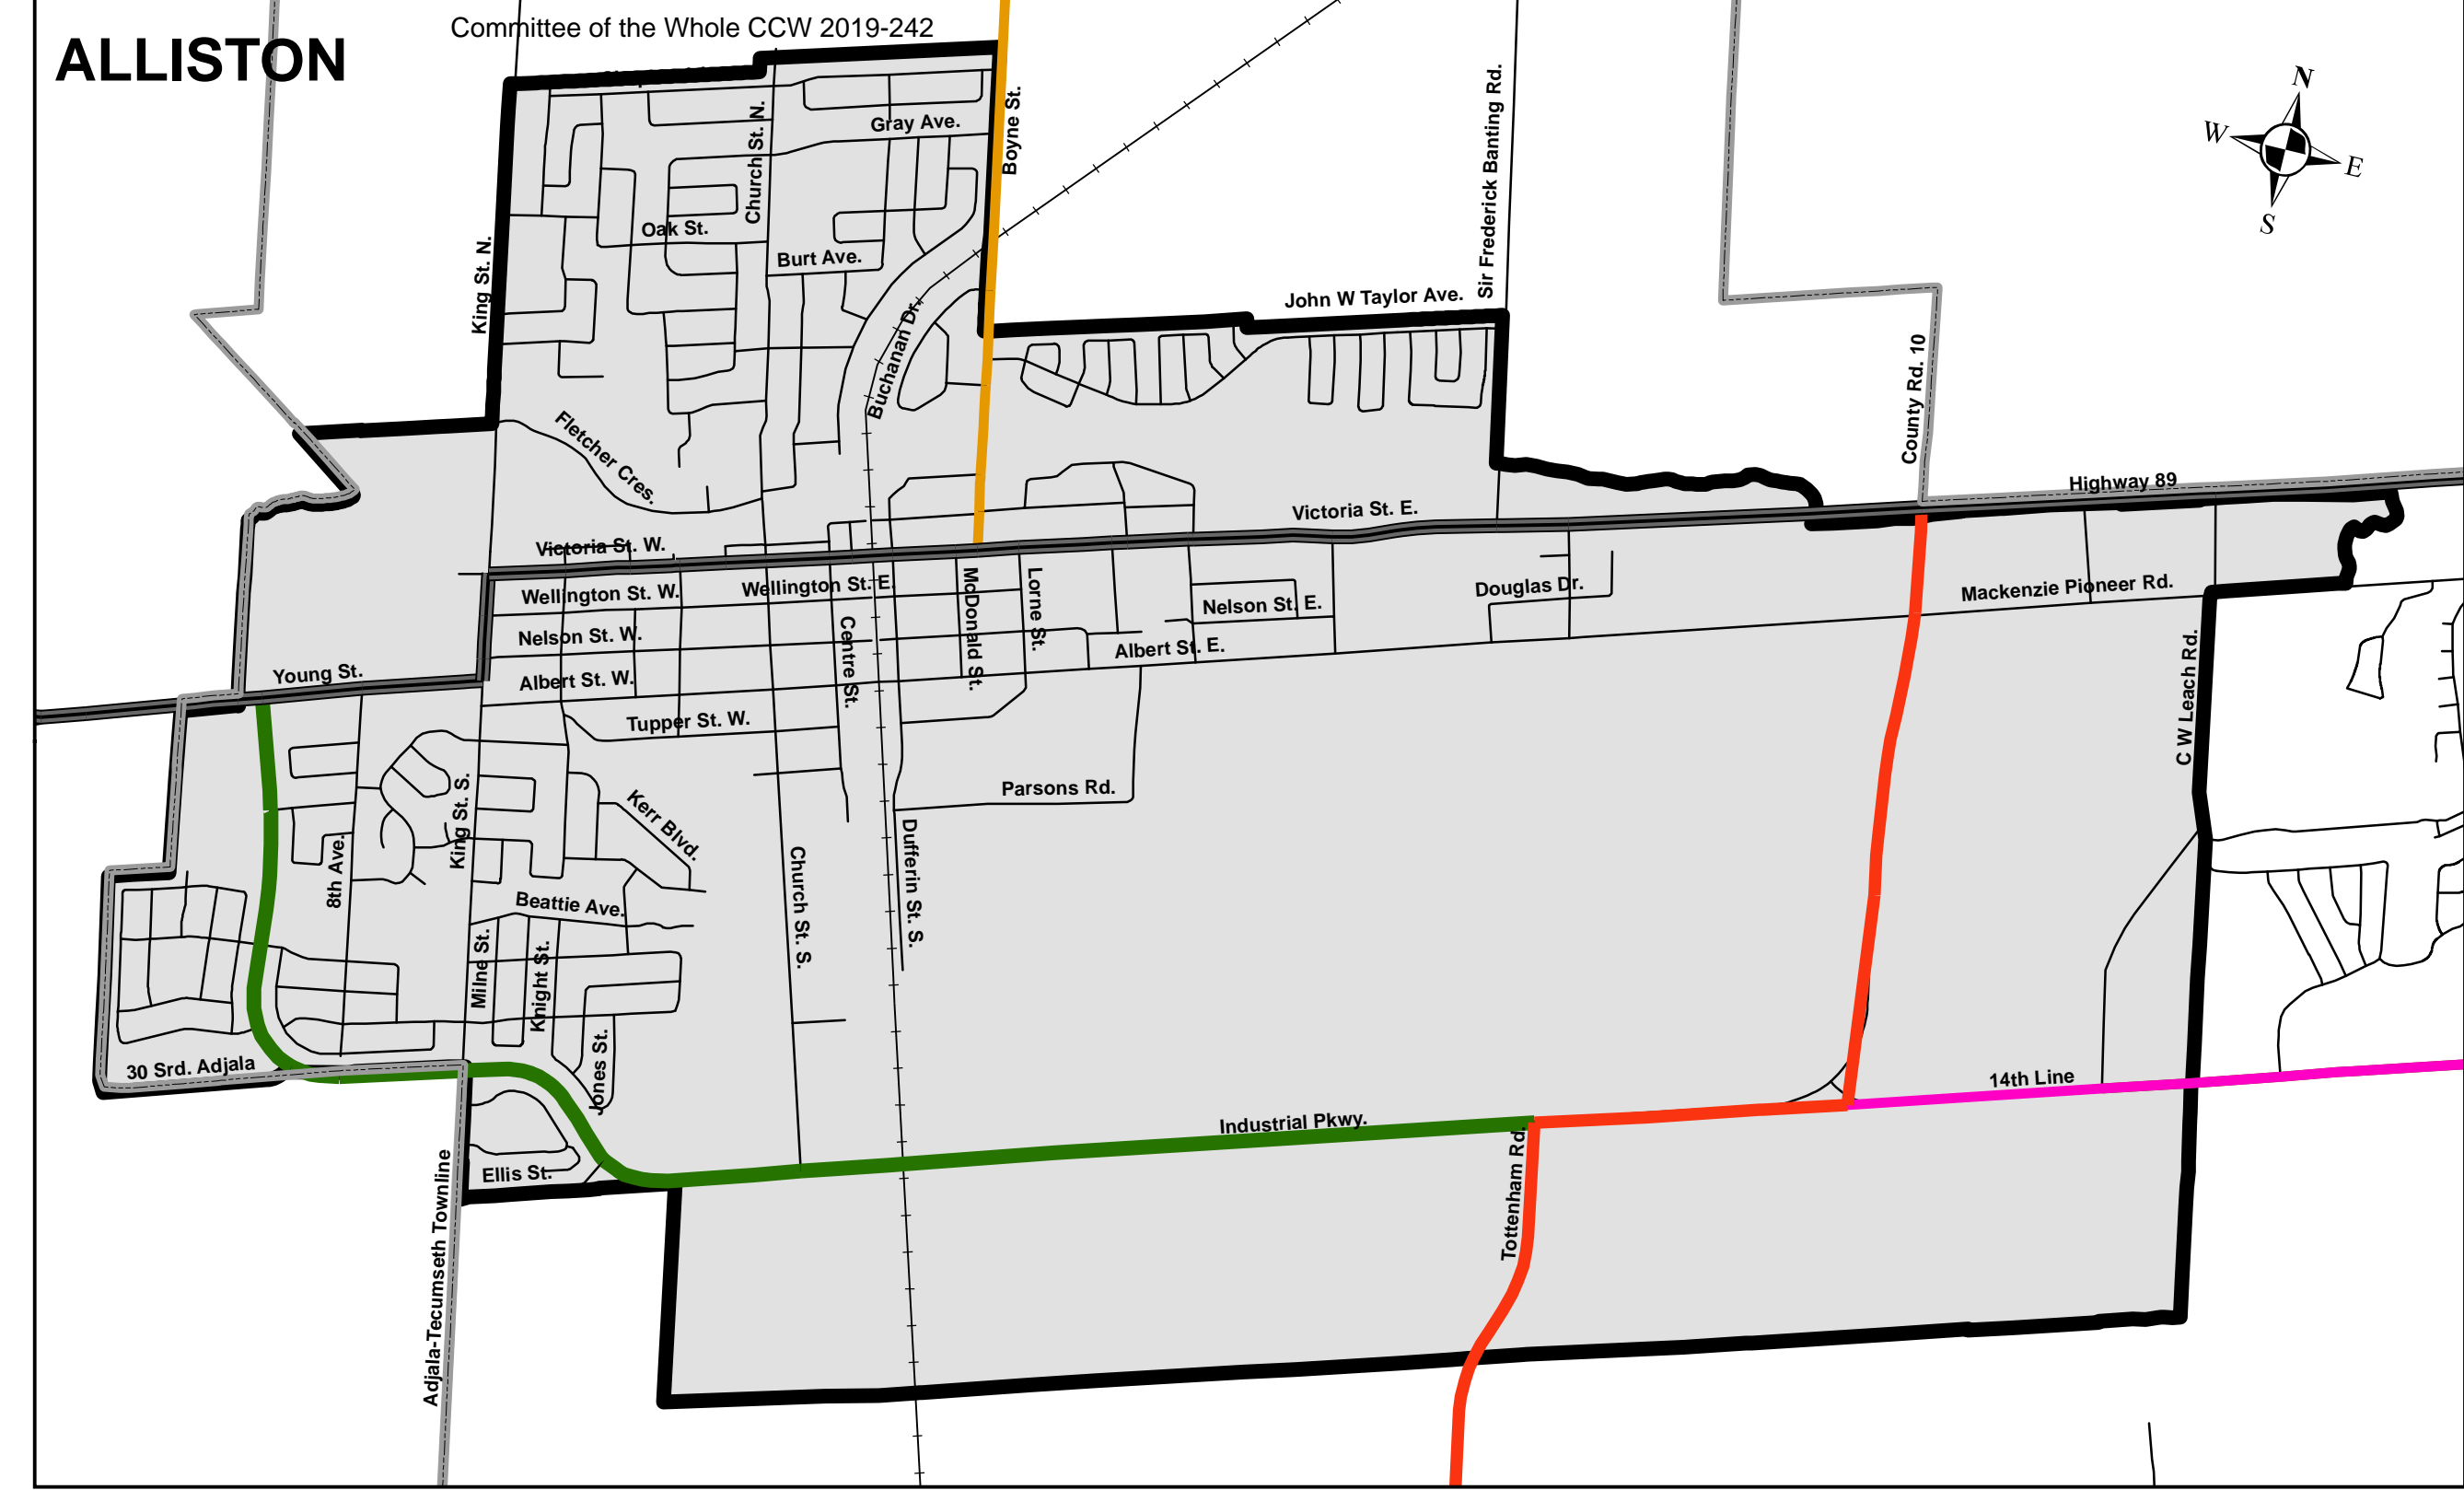 Committee of the Whole CCW 2019-242
ALLISTON
N
W
E
S
Boyne St.
Sir Frederick Banting Rd.
Church St. N.
Gray Ave.
Oak St.
Burt Ave.
King St. N.
John W Taylor Ave.
Buchanan Dr.
County Rd. 10
Fletcher Cres.
Highway 89
Victoria St. E.
Victoria St. W.
Wellington St. W.
Wellington St. E.
McDonald St.
Lorne St.
Nelson St. E.
Douglas Dr.
Mackenzie Pioneer Rd.
Nelson St. W.
Centre St.
Albert St. E.
C W Leach Rd.
Young St.
Albert St. W.
Tupper St. W.
Parsons Rd.
King St. S.
Kerr Blvd.
8th Ave.
Church St. S.
Dufferin St. S.
Beattie Ave.
Milne St.
Knight St.
Jones St.
30 Srd. Adjala
14th Line
Industrial Pkwy.
Tottenham Rd.
Ellis St.
Adjala-Tecumseth Townline